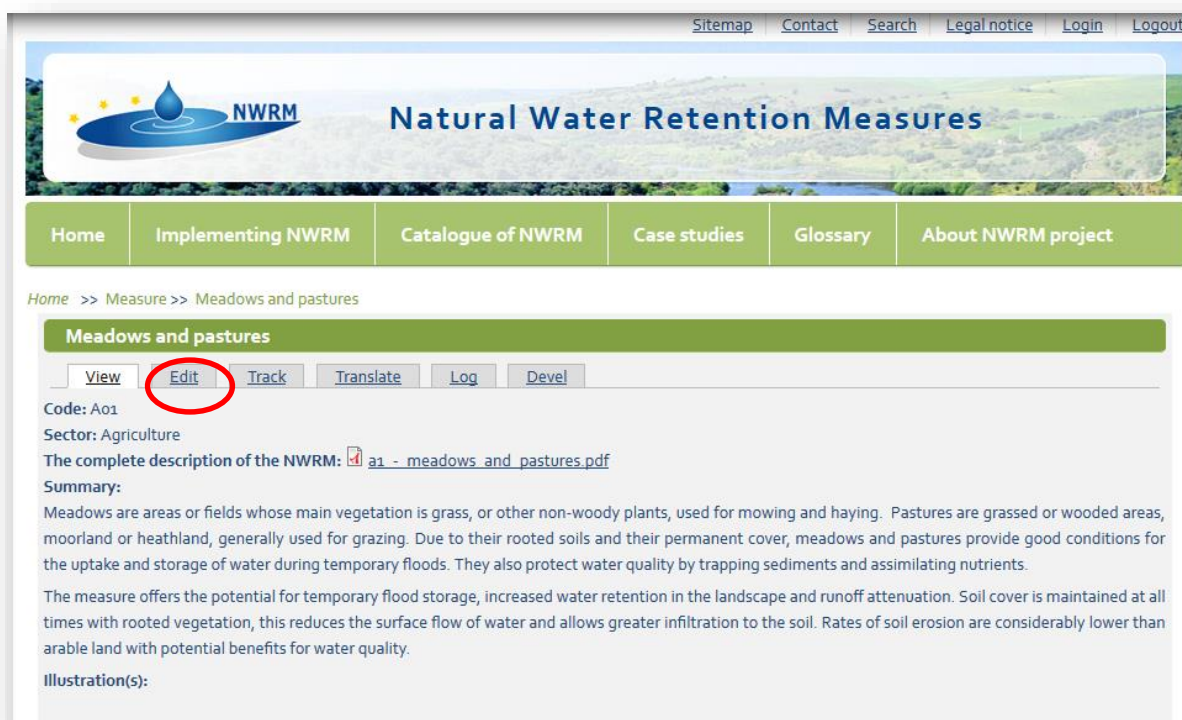 Sitemap Contact Search Legal notice Login Logout
NWRM
Natural Water Retention Measures
Home Implementing NWRM Catalogue of NWRM Case studies Glossary About NWRM project
Home >> Measure >> Meadows and pastures
Meadows and pastures
View Edit Track Translate Log Devel
Code: A01
Sector: Agriculture
The complete description of the NWRM: a1_-_meadows_and_pastures.pdf
Summary:
Meadows are areas or fields whose main vegetation is grass, or other non-woody plants, used for mowing and haying. Pastures are grassed or wooded areas,
moorland or heathland, generally used for grazing. Due to their rooted soils and their permanent cover, meadows and pastures provide good conditions for
the uptake and storage of water during temporary floods. They also protect water quality by trapping sediments and assimilating nutrients.
The measure offers the potential for temporary flood storage, increased water retention in the landscape and runoff attenuation. Soil cover is maintained at all
times with rooted vegetation, this reduces the surface flow of water and allows greater infiltration to the soil. Rates of soil erosion are considerably lower than
arable land with potential benefits for water quality.
Illustration(s):